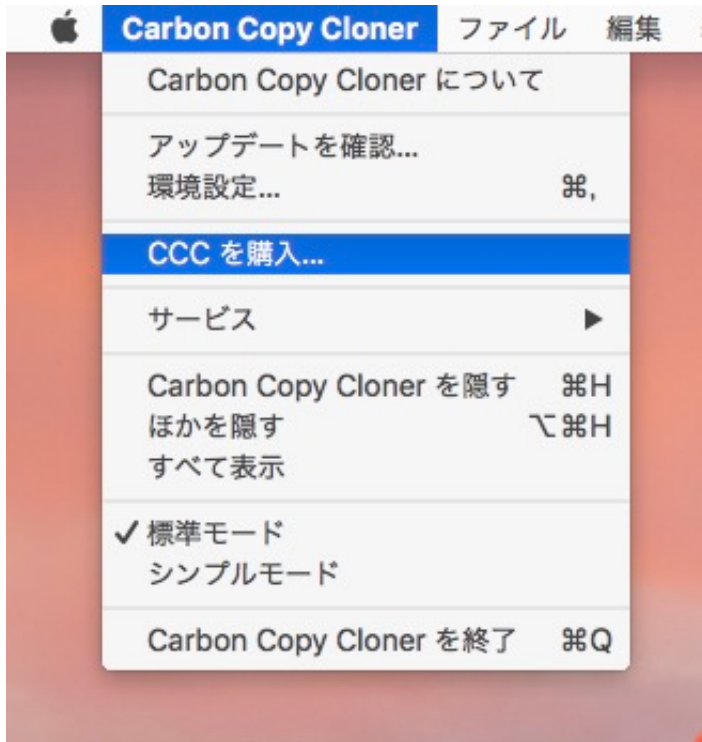 Carbon Copy Cloner ファイル 編集
Carbon Copy Cloner について
アップデートを確認...
環境設定... ⌘,
CCC を購入...
サービス ▶
Carbon Copy Cloner を隠す ⌘H
ほかを隠す ⌥⌘H
すべて表示
✓標準モード
シンプルモード
Carbon Copy Cloner を終了 ⌘Q